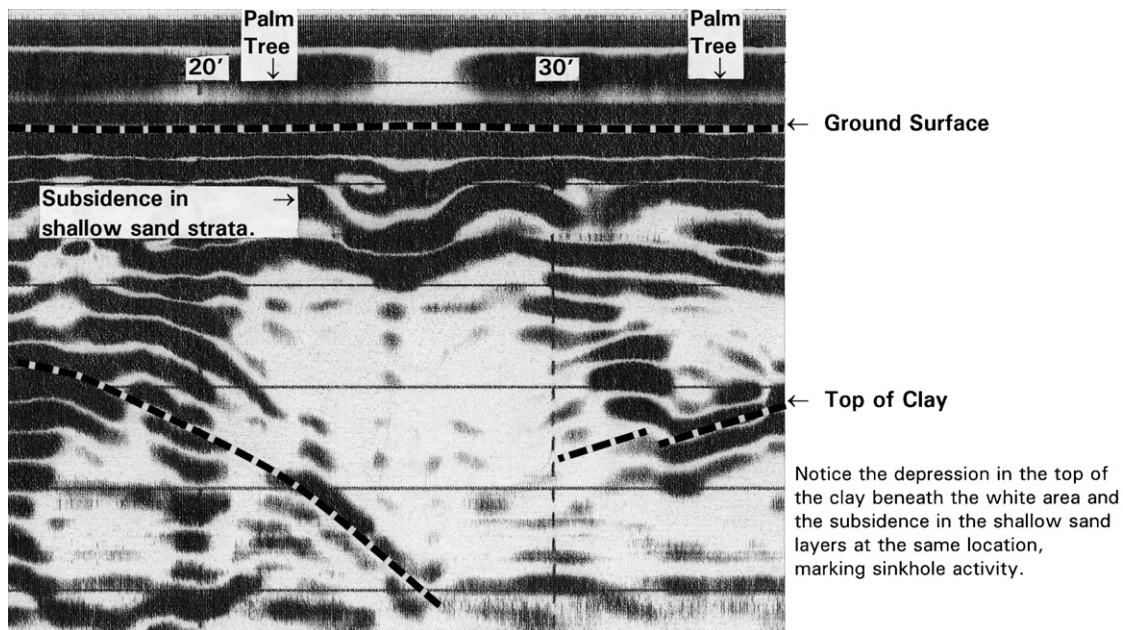 Palm
Tree
↓
Palm
Tree
↓
20′
30′
← Ground Surface
Subsidence in →
shallow sand strata.
← Top of Clay
Notice the depression in the top of
the clay beneath the white area and
the subsidence in the shallow sand
layers at the same location,
marking sinkhole activity.